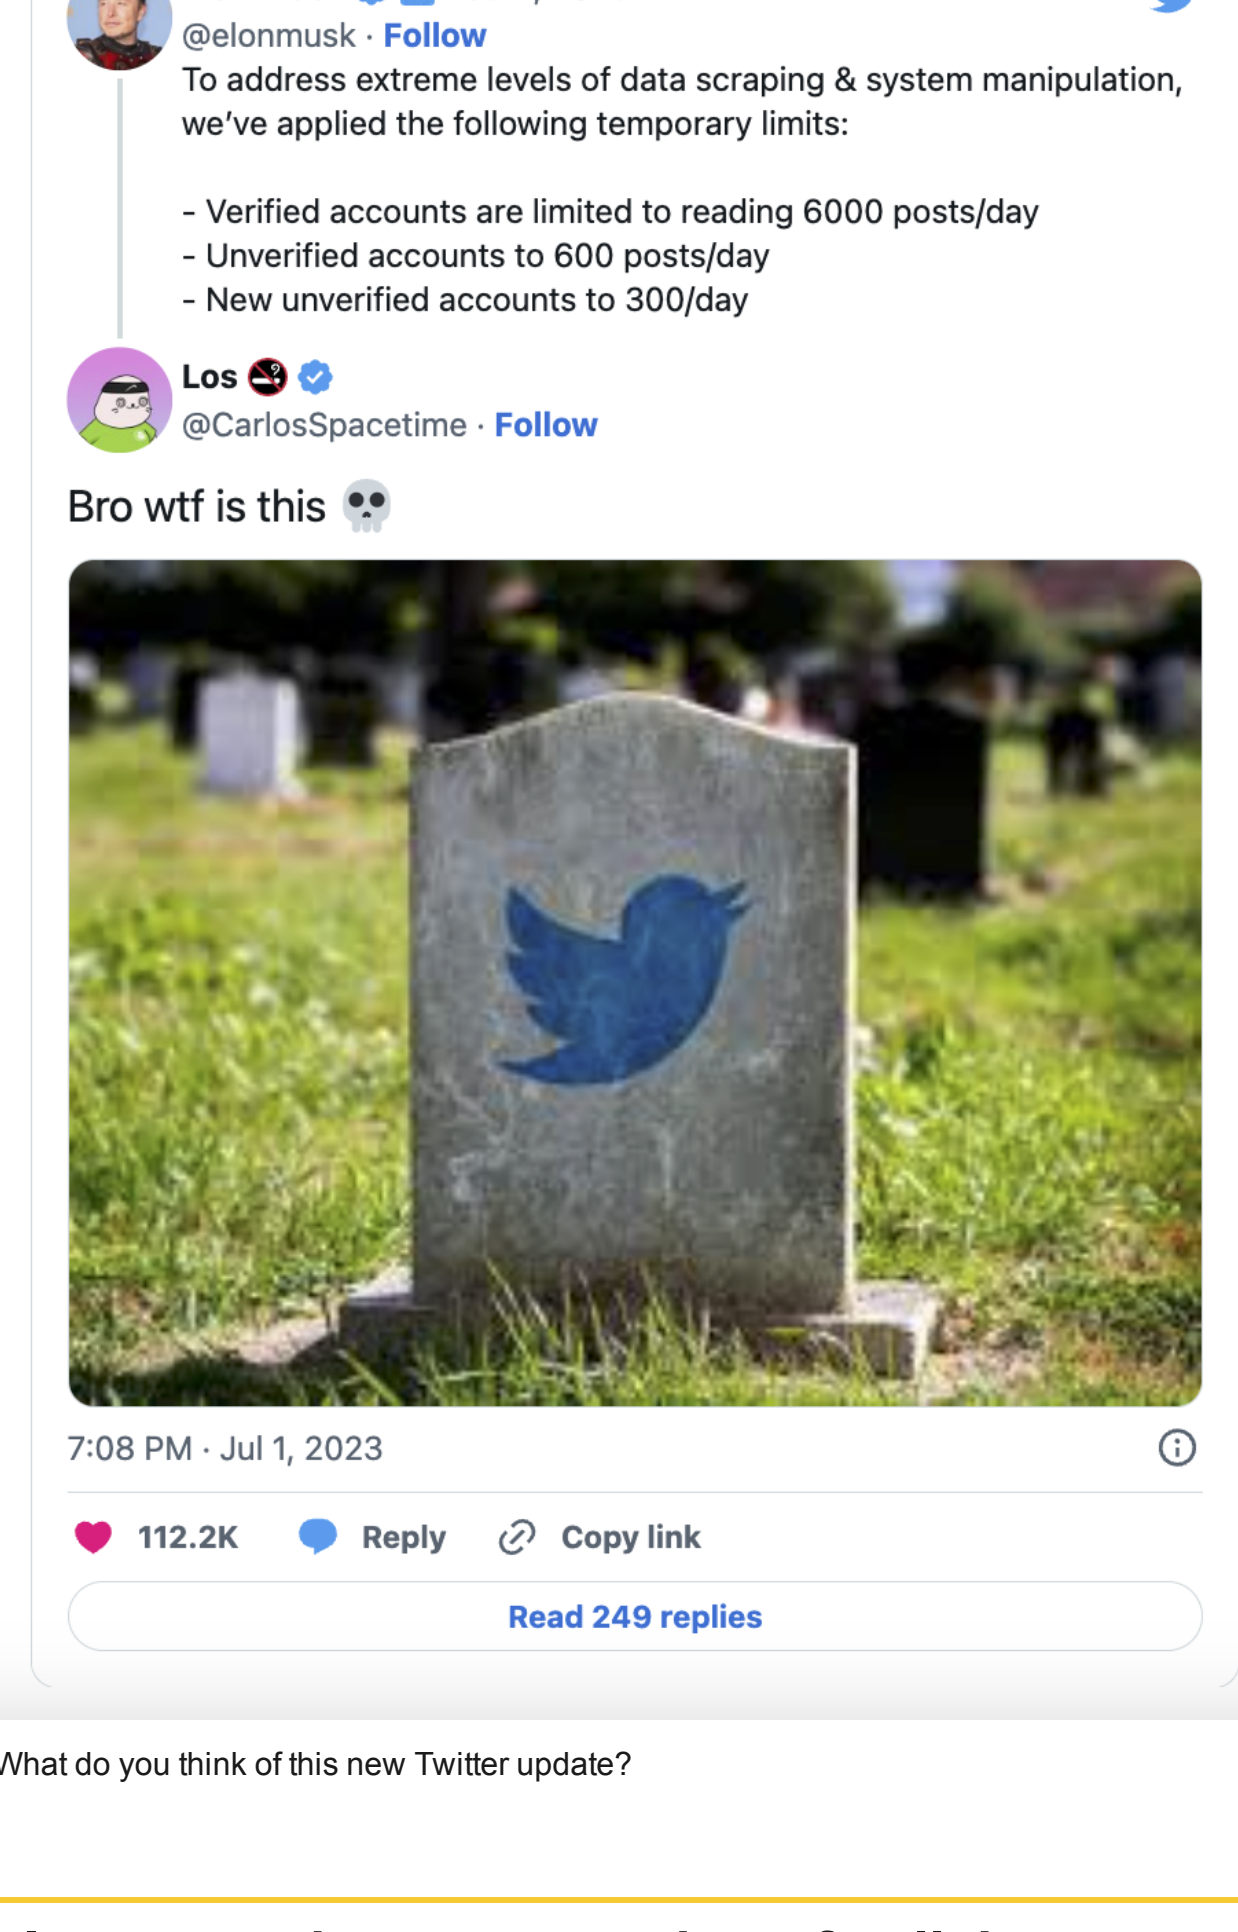 @elonmusk · Follow
To address extreme levels of data scraping & system manipulation,
we've applied the following temporary limits:
- Verified accounts are limited to reading 6000 posts/day
- Unverified accounts to 600 posts/day
- New unverified accounts to 300/day
Los
@CarlosSpacetime · Follow
Bro wtf is this 💀
7:08 PM · Jul 1, 2023
112.2K Reply Copy link
Read 249 replies
What do you think of this new Twitter update?